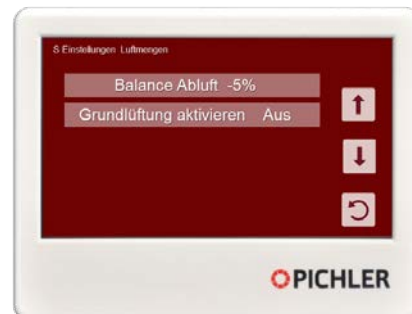 S Einstellungen Luftmengen
Balance Abluft -5%
Grundlüftung aktivieren Aus
PICHLER